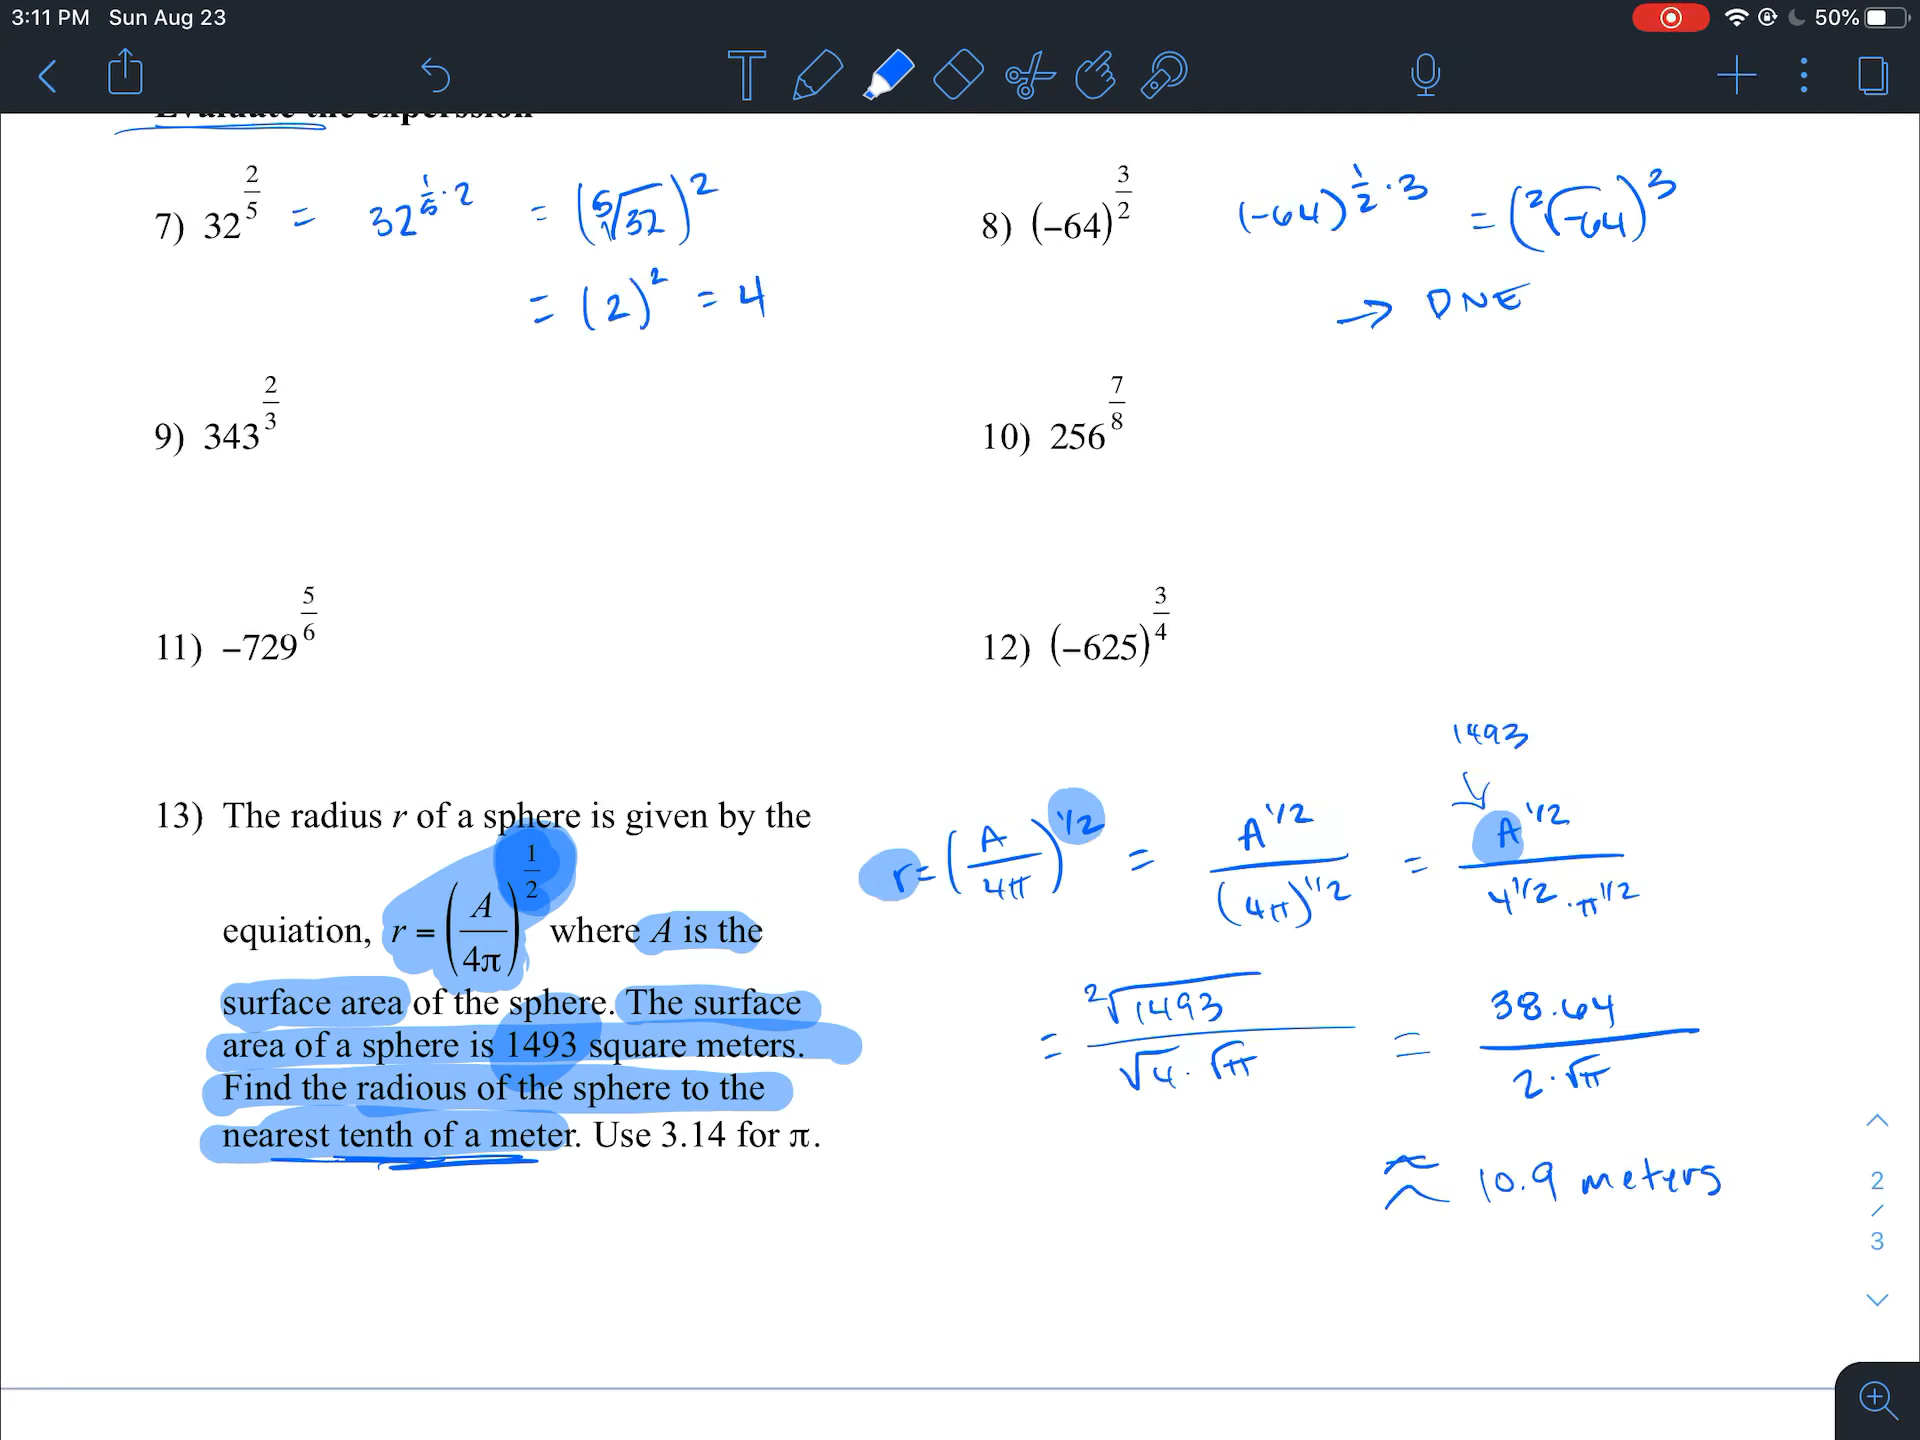 3:11 PM Sun Aug 23
50%
Evaluate the experssion
7) 32^(2/5) = 32^(1/5 · 2) = (⁵√32)²
= (2)² = 4
8) (−64)^(3/2) (-64)^(1/2 · 3) = (²√-64)³
→ DNE
9) 343^(2/3)
10) 256^(7/8)
11) −729^(5/6)
12) (−625)^(3/4)
13) The radius r of a sphere is given by the
equiation, r = (A/4π)^(1/2) where A is the
surface area of the sphere. The surface
area of a sphere is 1493 square meters.
Find the radious of the sphere to the
nearest tenth of a meter. Use 3.14 for π.
1493
r = (A/4π)^(1/2) = A^(1/2)/(4π)^(1/2) = A^(1/2)/(4^(1/2) · π^(1/2))
= ²√1493/(√4 · √π) = 38.64/(2 · √π)
≈ 10.9 meters
2
/
3